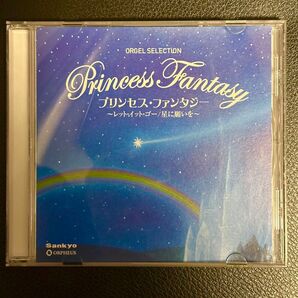 ORGEL SELECTION
Princess Fantasy
プリンセス・ファンタジー
～レット・イット・ゴー/星に願いを～
Sankyo
ORPHEUS